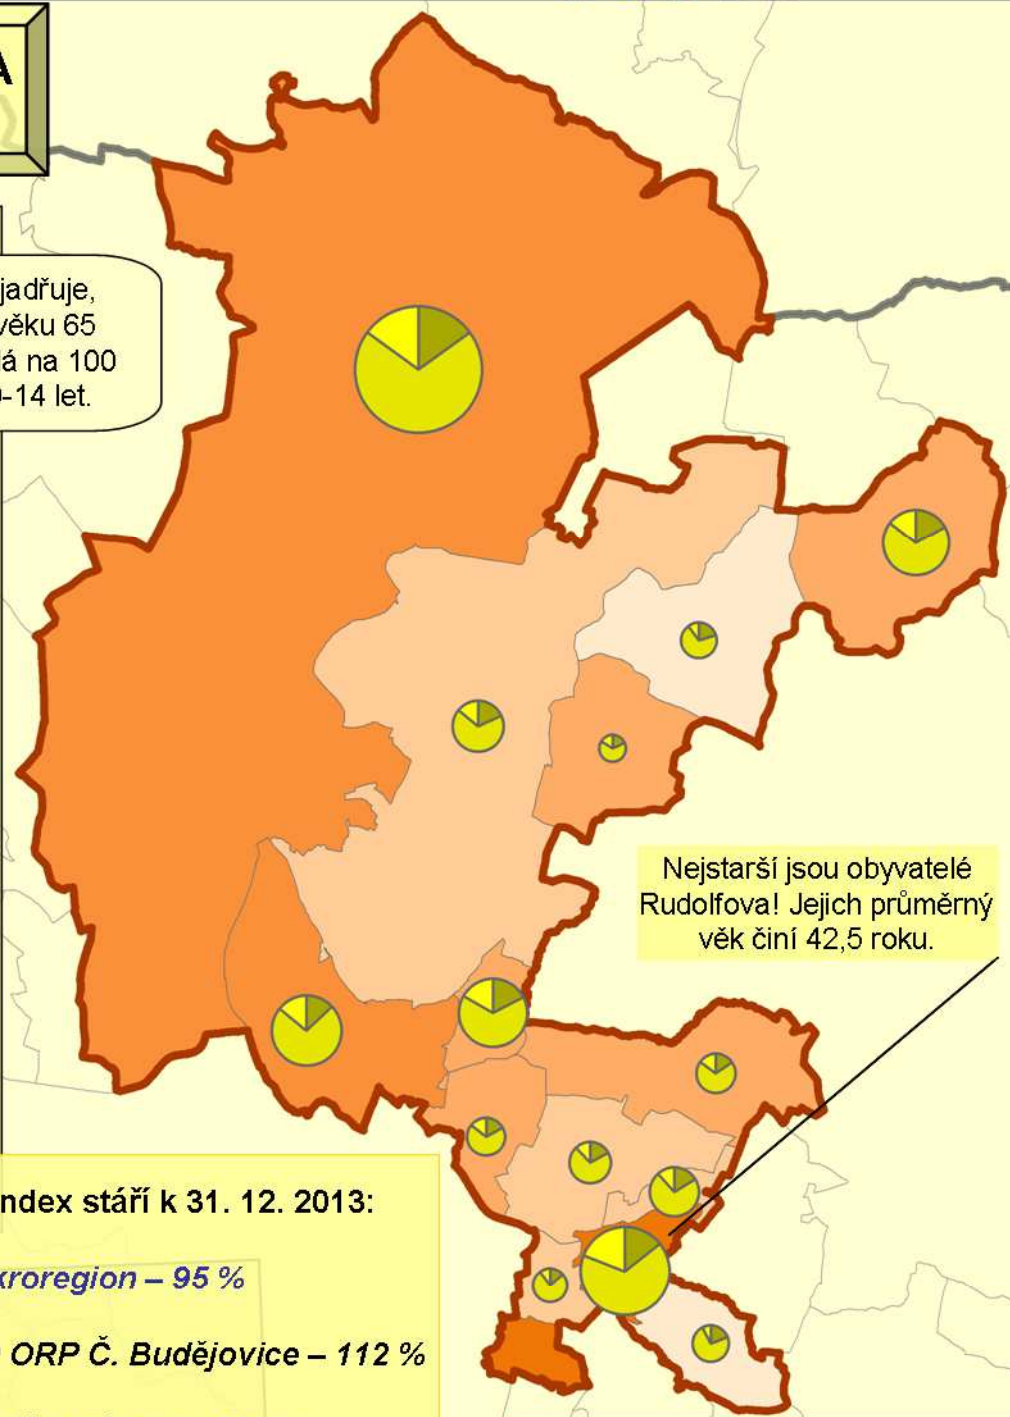 A
jadřuje,
věku 65
á na 100
-14 let.
Nejstarší jsou obyvatelé
Rudolfova! Jejich průměrný
věk činí 42,5 roku.
ndex stáří k 31. 12. 2013:
kroregion – 95 %
ORP Č. Budějovice – 112 %